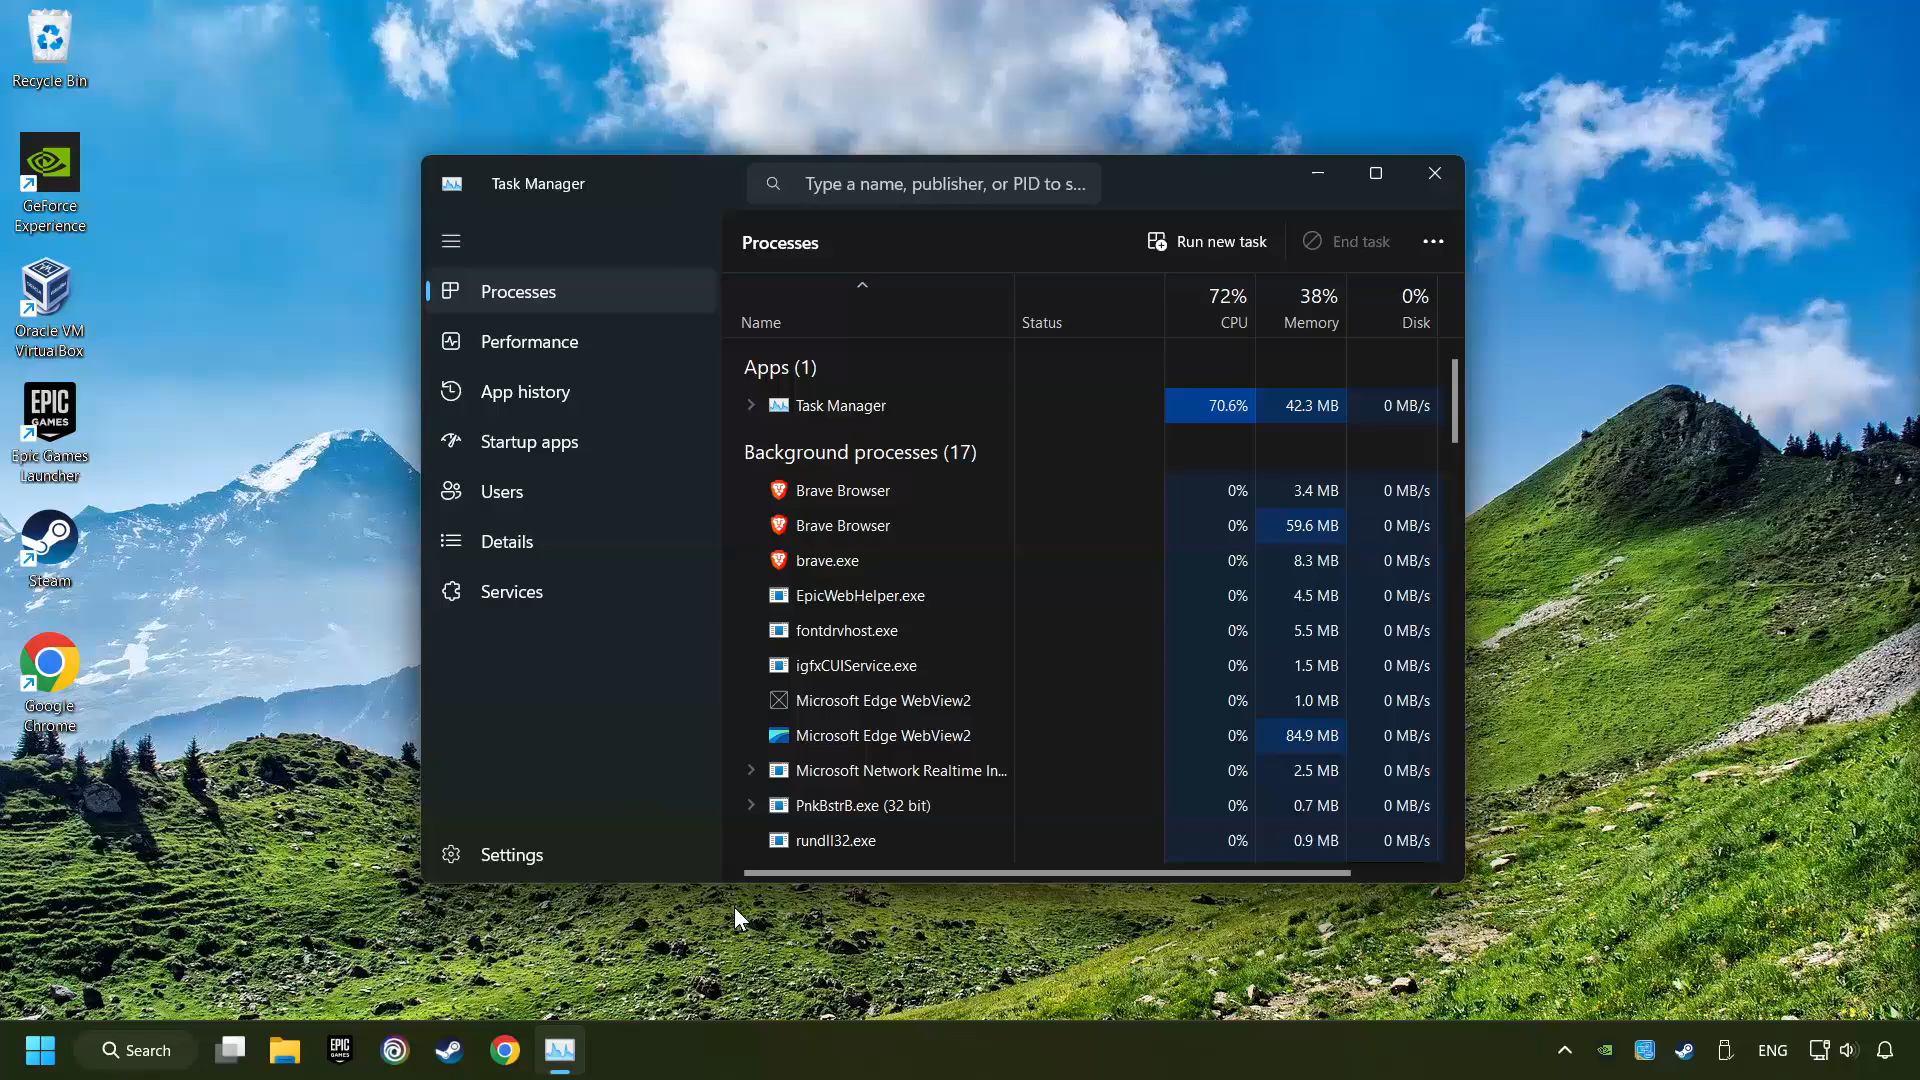 Recycle Bin
GeForce
Experience
Oracle VM
VirtualBox
EPIC
GAMES
Epic Games
Launcher
Steam
Google
Chrome
Task Manager
Type a name, publisher, or PID to s...
Processes
Performance
App history
Startup apps
Users
Details
Services
Settings
Processes
Run new task
End task
72% 38% 0%
Name Status CPU Memory Disk
Apps (1)
Task Manager 70.6% 42.3 MB 0 MB/s
Background processes (17)
Brave Browser 0% 3.4 MB 0 MB/s
Brave Browser 0% 59.6 MB 0 MB/s
brave.exe 0% 8.3 MB 0 MB/s
EpicWebHelper.exe 0% 4.5 MB 0 MB/s
fontdrvhost.exe 0% 5.5 MB 0 MB/s
igfxCUIService.exe 0% 1.5 MB 0 MB/s
Microsoft Edge WebView2 0% 1.0 MB 0 MB/s
Microsoft Edge WebView2 0% 84.9 MB 0 MB/s
Microsoft Network Realtime In... 0% 2.5 MB 0 MB/s
PnkBstrB.exe (32 bit) 0% 0.7 MB 0 MB/s
rundll32.exe 0% 0.9 MB 0 MB/s
Search
EPIC
GAMES
ENG